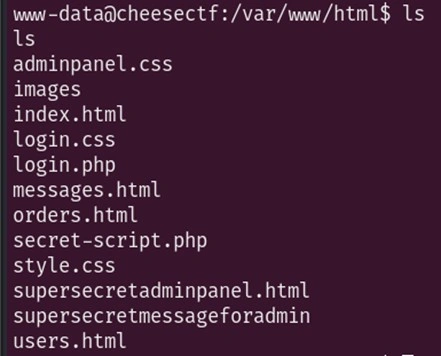 www-data@cheesectf:/var/www/html$ ls
ls
adminpanel.css
images
index.html
login.css
login.php
messages.html
orders.html
secret-script.php
style.css
supersecretadminpanel.html
supersecretmessageforadmin
users.html